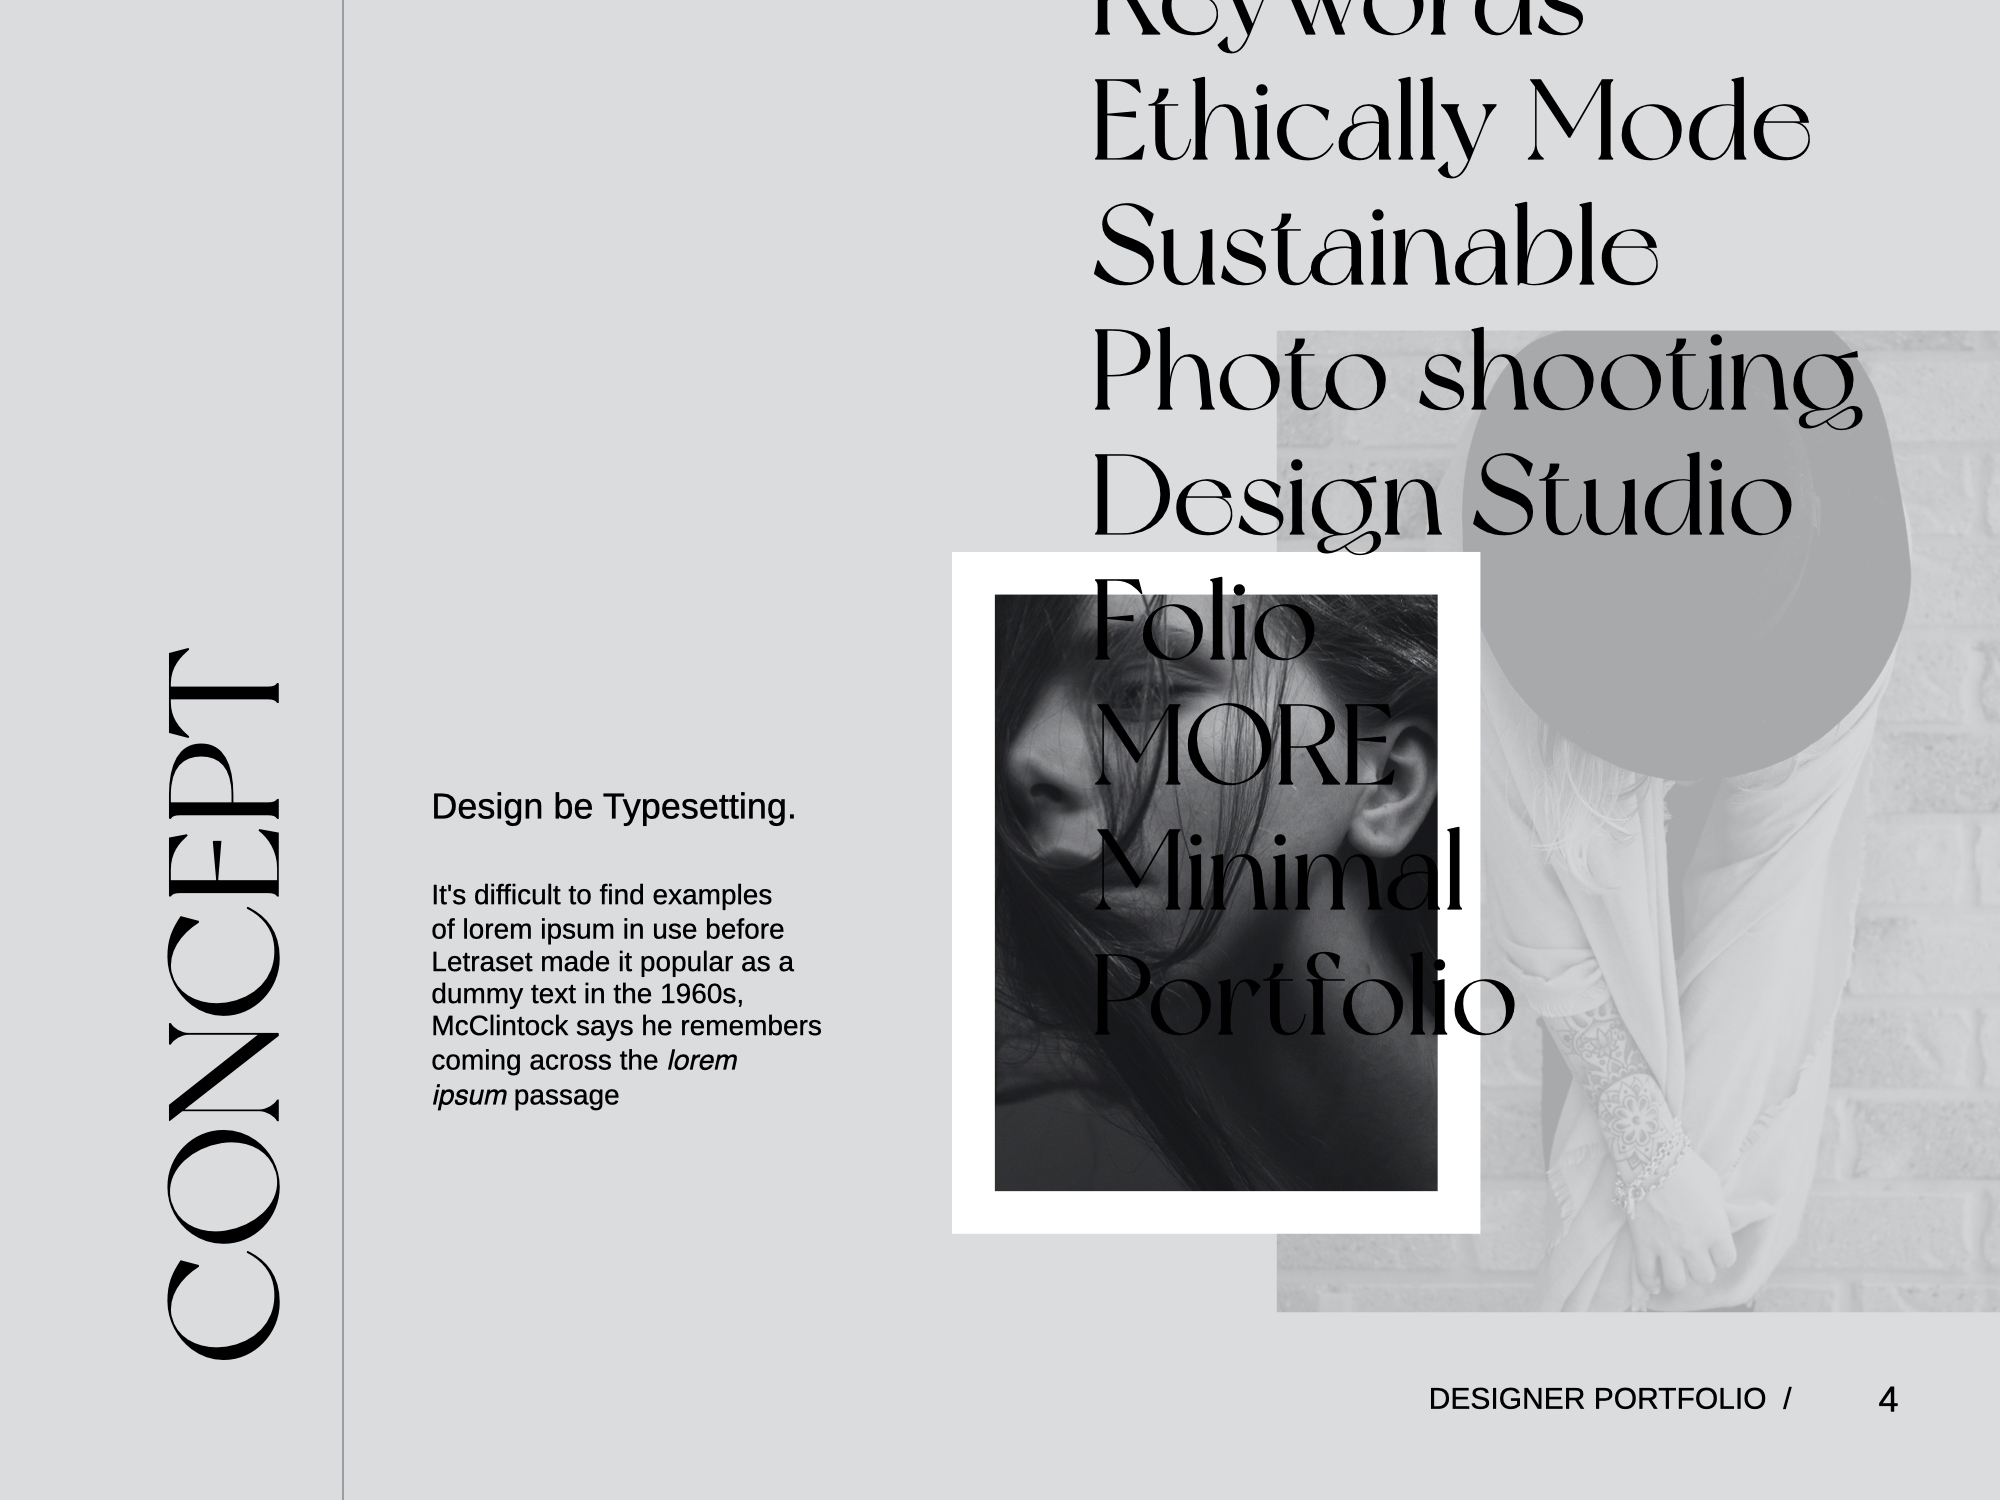 CONCEPT
Design be Typesetting.
It's difficult to find examples
of lorem ipsum in use before
Letraset made it popular as a
dummy text in the 1960s,
McClintock says he remembers
coming across the lorem
ipsum passage
Keywords
Ethically Mode
Sustainable
Photo shooting
Design Studio
Folio
MORE
Minimal
Portfolio
DESIGNER PORTFOLIO / 4